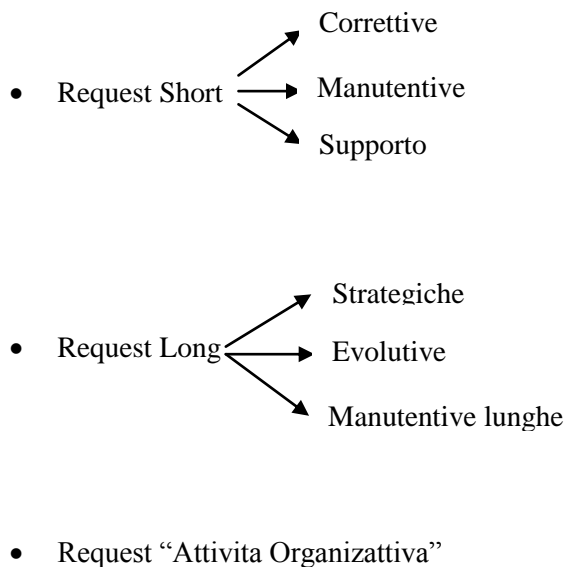 Correttive
• Request Short
Manutentive
Supporto
Strategiche
• Request Long
Evolutive
Manutentive lunghe
• Request “Attivita Organizattiva”